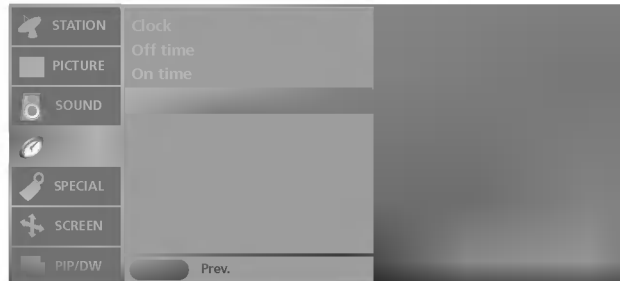 STATION
PICTURE
SOUND
SPECIAL
SCREEN
PIP/DW
Clock
Off time
On time
Prev.